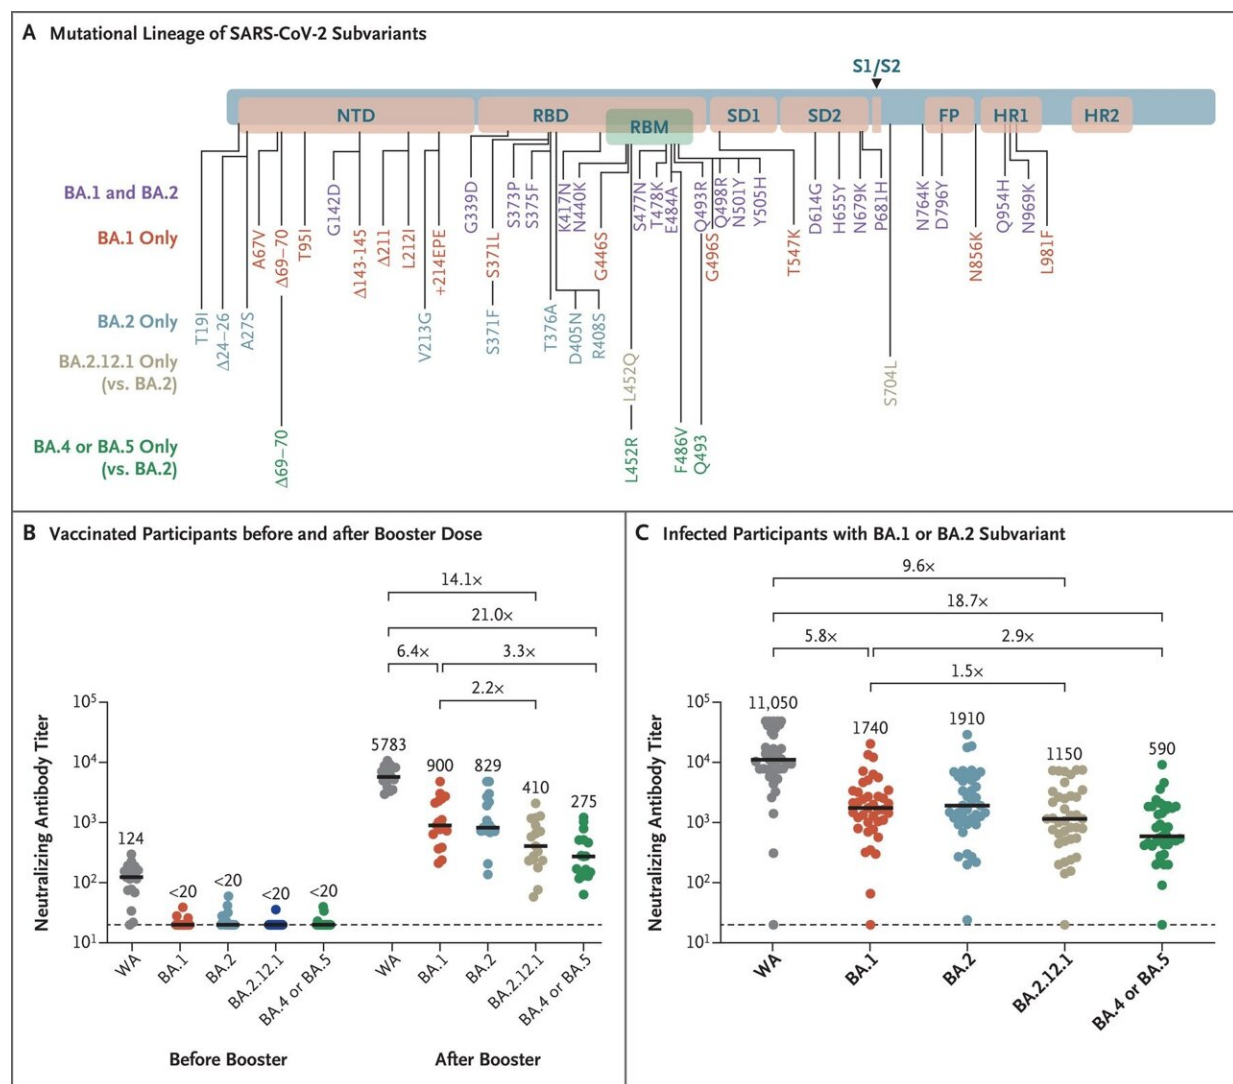 A Mutational Lineage of SARS-CoV-2 Subvariants
S1/S2
NTD RBD SD1 SD2 FP HR1 HR2
RBM
BA.1 and BA.2
G142D G339D S373P S375F K417N N440K S477N T478K E484A Q493R Q498R N501Y Y505H D614G H655Y N679K P681H N764K D796Y Q954H N969K
BA.1 Only
A67V Δ69–70 T95I Δ143-145 Δ211 L212I +214EPE S371L G446S G496S T547K N856K L981F
BA.2 Only
T19I Δ24–26 A27S V213G S371F T376A D405N R408S
BA.2.12.1 Only
(vs. BA.2)
L452Q S704L
BA.4 or BA.5 Only
(vs. BA.2)
Δ69–70 L452R F486V Q493
B Vaccinated Participants before and after Booster Dose
14.1×
21.0×
6.4× 3.3×
2.2×
Neutralizing Antibody Titer
10⁵
10⁴
10³
10²
10¹
124 <20 <20 <20 <20 5783 900 829 410 275
WA BA.1 BA.2 BA.2.12.1 BA.4 or BA.5 WA BA.1 BA.2 BA.2.12.1 BA.4 or BA.5
Before Booster After Booster
C Infected Participants with BA.1 or BA.2 Subvariant
9.6×
18.7×
5.8× 2.9×
1.5×
Neutralizing Antibody Titer
10⁵
10⁴
10³
10²
10¹
11,050 1740 1910 1150 590
WA BA.1 BA.2 BA.2.12.1 BA.4 or BA.5